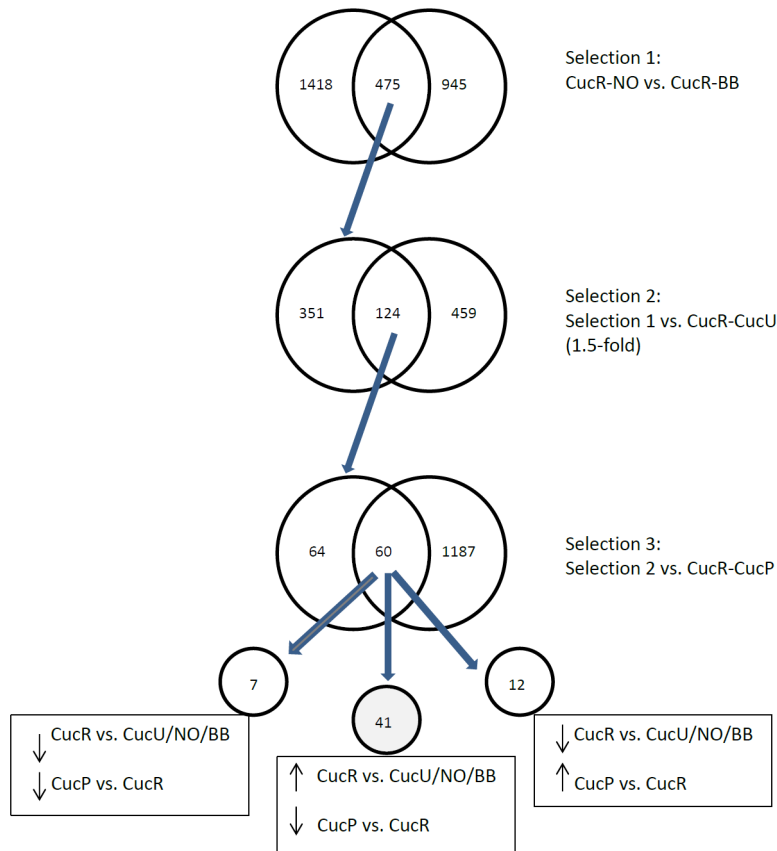 1418
475
945
Selection 1:
CucR-NO vs. CucR-BB
351
124
459
Selection 2:
Selection 1 vs. CucR-CucU
(1.5-fold)
64
60
1187
Selection 3:
Selection 2 vs. CucR-CucP
7
41
12
↓ CucR vs. CucU/NO/BB
↓ CucP vs. CucR
↑ CucR vs. CucU/NO/BB
↓ CucP vs. CucR
↓ CucR vs. CucU/NO/BB
↑ CucP vs. CucR